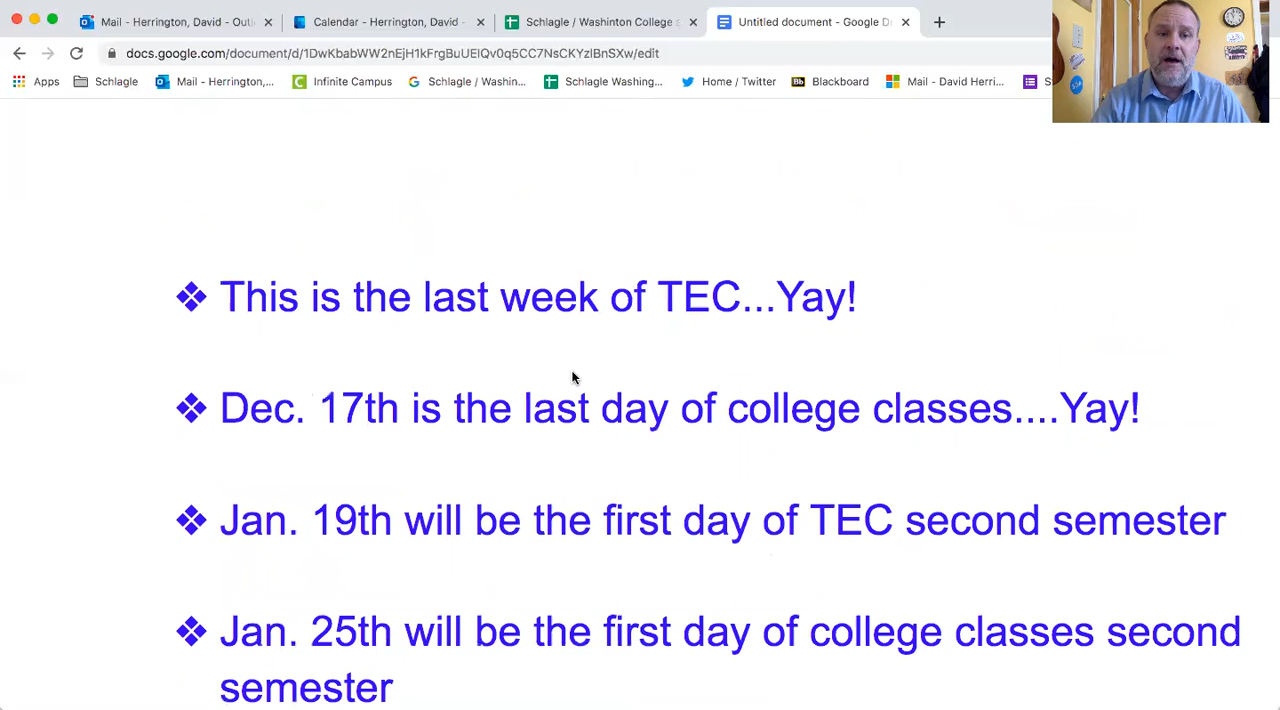 Mail - Herrington, David - Outl
Calendar - Herrington, David -
Schlagle / Washinton College s
Untitled document - Google D
docs.google.com/document/d/1DwKbabWW2nEjH1kFrgBuUElQv0q5CC7NsCKYzlBnSXw/edit
Apps
Schlagle
Mail - Herrington,...
Infinite Campus
Schlagle / Washin...
Schlagle Washing...
Home / Twitter
Blackboard
Mail - David Herri...
❖ This is the last week of TEC...Yay!
❖ Dec. 17th is the last day of college classes....Yay!
❖ Jan. 19th will be the first day of TEC second semester
❖ Jan. 25th will be the first day of college classes second
semester